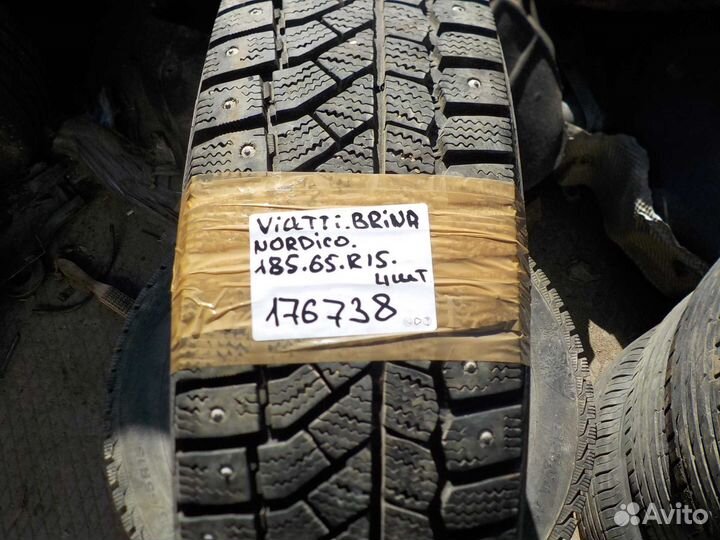 VIATTI.BRINA
NORDICO.
185.65.R15.
4шт
176738
Avito